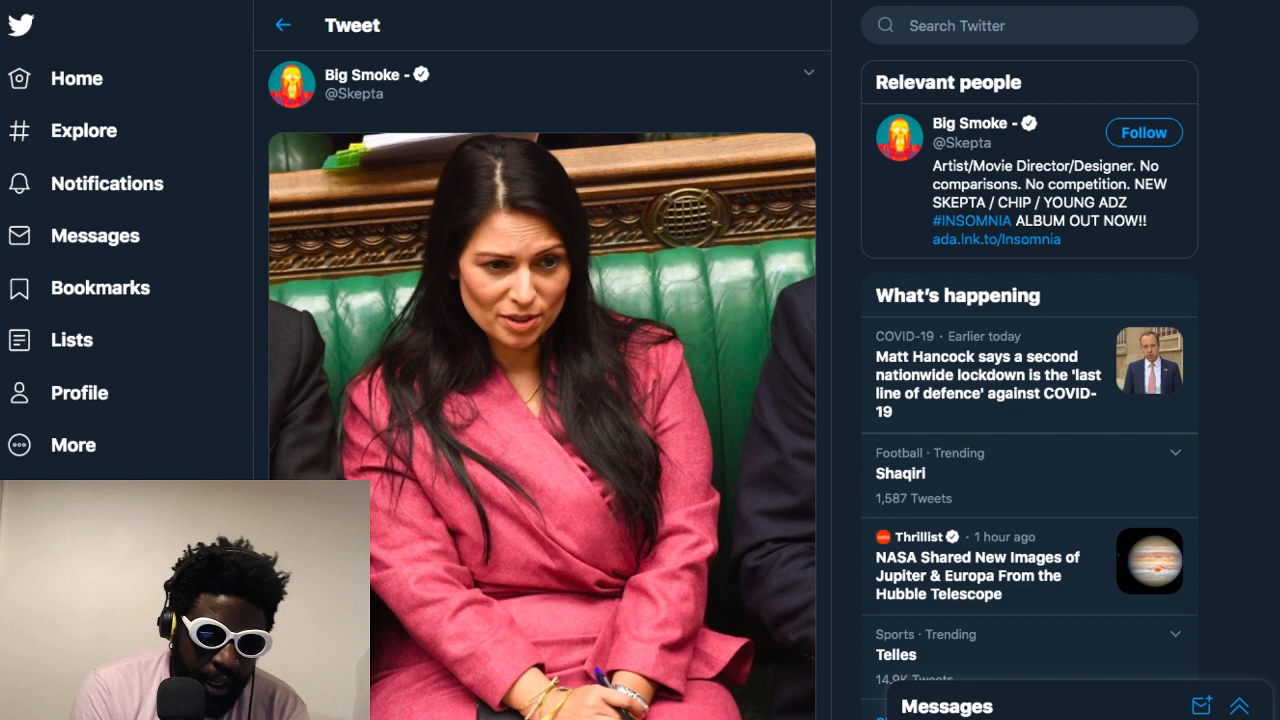 Home
Explore
Notifications
Messages
Bookmarks
Lists
Profile
More
Tweet
Big Smoke -
@Skepta
Search Twitter
Relevant people
Big Smoke -
@Skepta
Follow
Artist/Movie Director/Designer. No
comparisons. No competition. NEW
SKEPTA / CHIP / YOUNG ADZ
#INSOMNIA ALBUM OUT NOW!!
ada.lnk.to/Insomnia
What's happening
COVID-19 · Earlier today
Matt Hancock says a second
nationwide lockdown is the 'last
line of defence' against COVID-
19
Football · Trending
Shaqiri
1,587 Tweets
Thrillist · 1 hour ago
NASA Shared New Images of
Jupiter & Europa From the
Hubble Telescope
Sports · Trending
Telles
14.9K Tweets
Messages